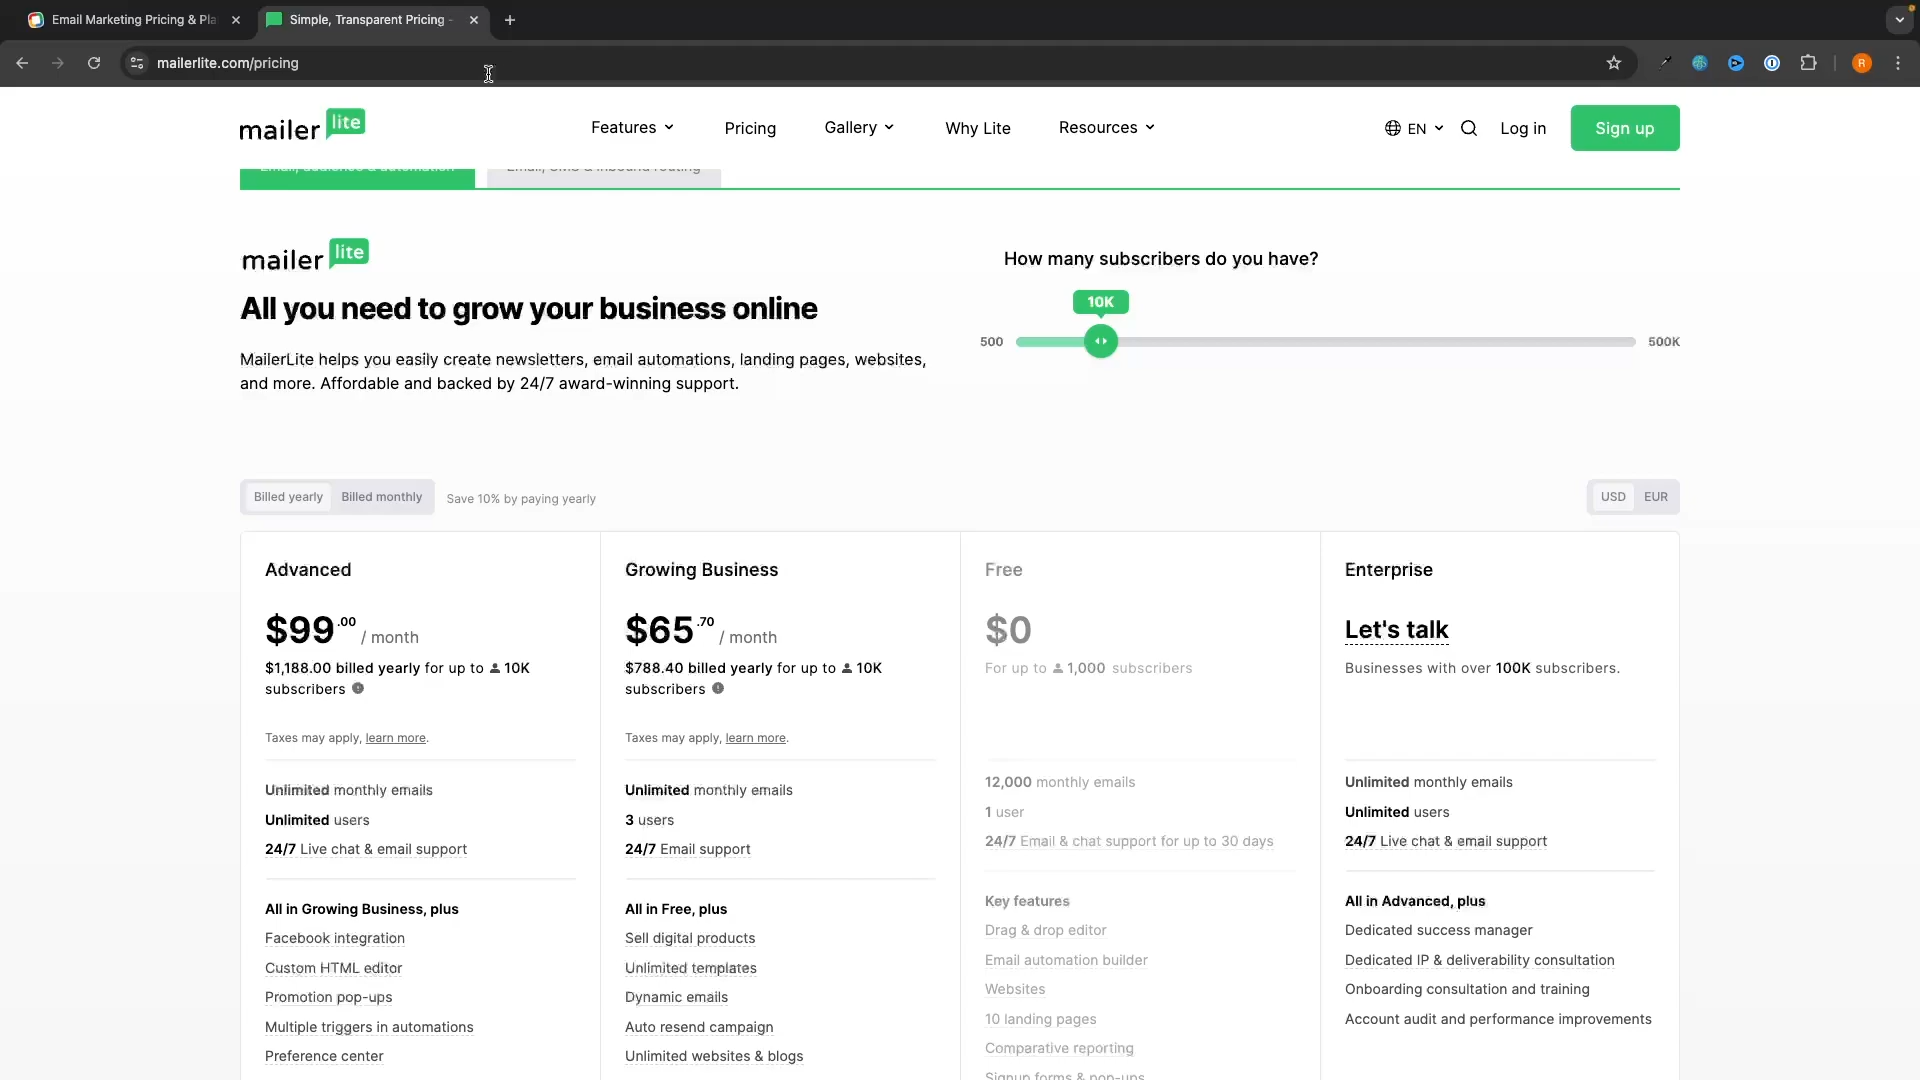 Email Marketing Pricing & Pla
Simple, Transparent Pricing -
mailerlite.com/pricing
R
mailer lite
Features
Pricing
Gallery
Why Lite
Resources
EN
Log in
Sign up
Email, audience & automation
Email, SMS & inbound routing
mailer lite
How many subscribers do you have?
10K
500
500K
All you need to grow your business online
MailerLite helps you easily create newsletters, email automations, landing pages, websites,
and more. Affordable and backed by 24/7 award-winning support.
Billed yearly
Billed monthly
Save 10% by paying yearly
USD
EUR
Advanced
$99.00 / month
$1,188.00 billed yearly for up to 10K
subscribers
Taxes may apply, learn more.
Unlimited monthly emails
Unlimited users
24/7 Live chat & email support
All in Growing Business, plus
Facebook integration
Custom HTML editor
Promotion pop-ups
Multiple triggers in automations
Preference center
Growing Business
$65.70 / month
$788.40 billed yearly for up to 10K
subscribers
Taxes may apply, learn more.
Unlimited monthly emails
3 users
24/7 Email support
All in Free, plus
Sell digital products
Unlimited templates
Dynamic emails
Auto resend campaign
Unlimited websites & blogs
Free
$0
For up to 1,000 subscribers
12,000 monthly emails
1 user
24/7 Email & chat support for up to 30 days
Key features
Drag & drop editor
Email automation builder
Websites
10 landing pages
Comparative reporting
Signup forms & pop-ups
Enterprise
Let's talk
Businesses with over 100K subscribers.
Unlimited monthly emails
Unlimited users
24/7 Live chat & email support
All in Advanced, plus
Dedicated success manager
Dedicated IP & deliverability consultation
Onboarding consultation and training
Account audit and performance improvements